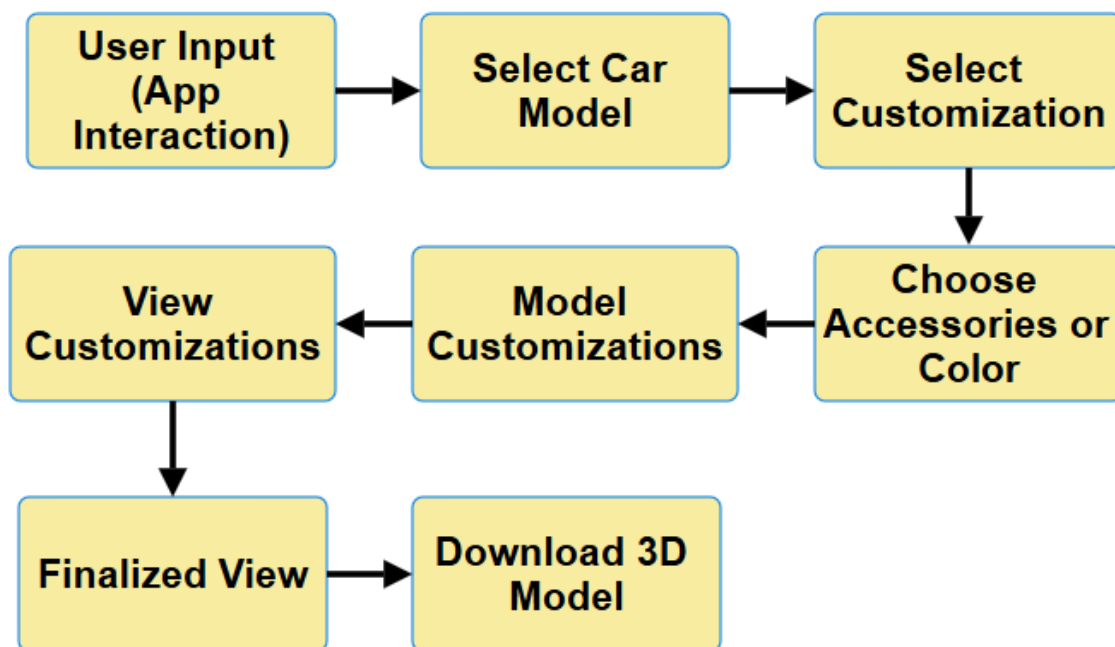 User Input
(App
Interaction)
Select Car
Model
Select
Customization
Choose
Accessories or
Color
Model
Customizations
View
Customizations
Finalized View
Download 3D
Model